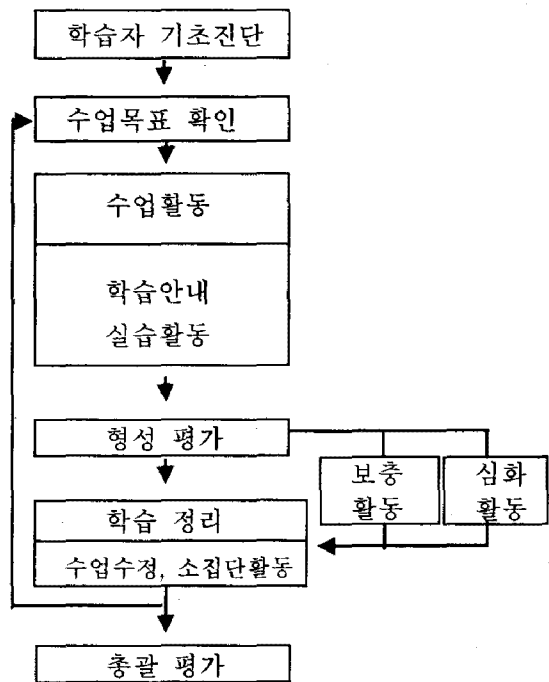 학습자 기초진단
수업목표 확인
수업활동
학습안내
실습활동
형성 평가
보충
활동
심화
활동
학습 정리
수업수정, 소집단활동
총괄 평가